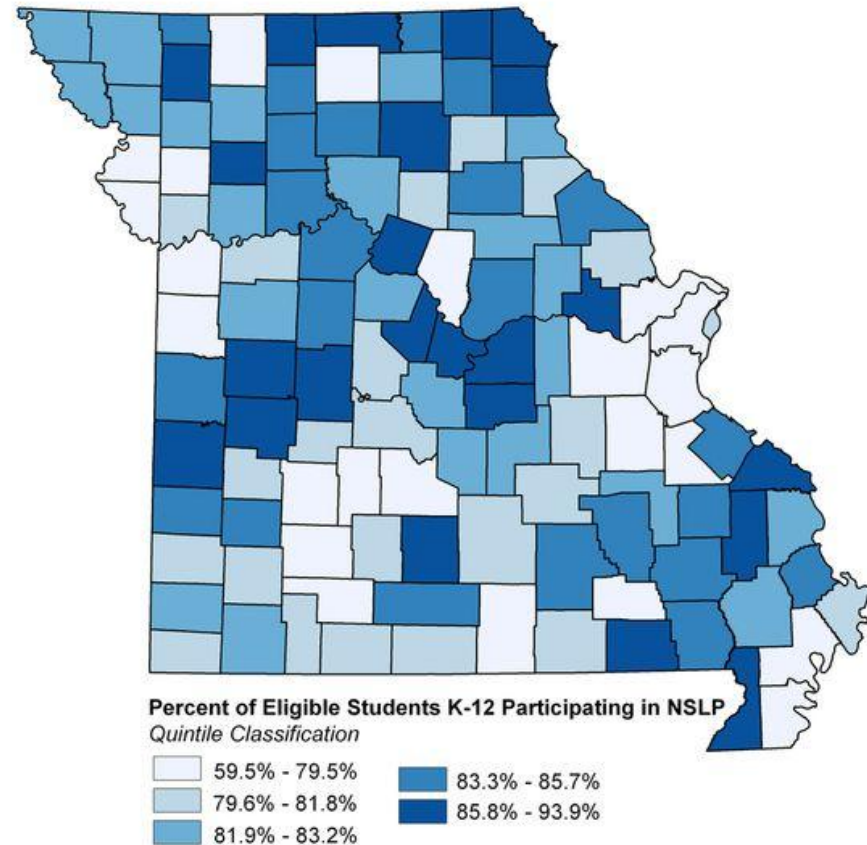 Percent of Eligible Students K-12 Participating in NSLP
Quintile Classification
59.5% - 79.5%
79.6% - 81.8%
81.9% - 83.2%
83.3% - 85.7%
85.8% - 93.9%